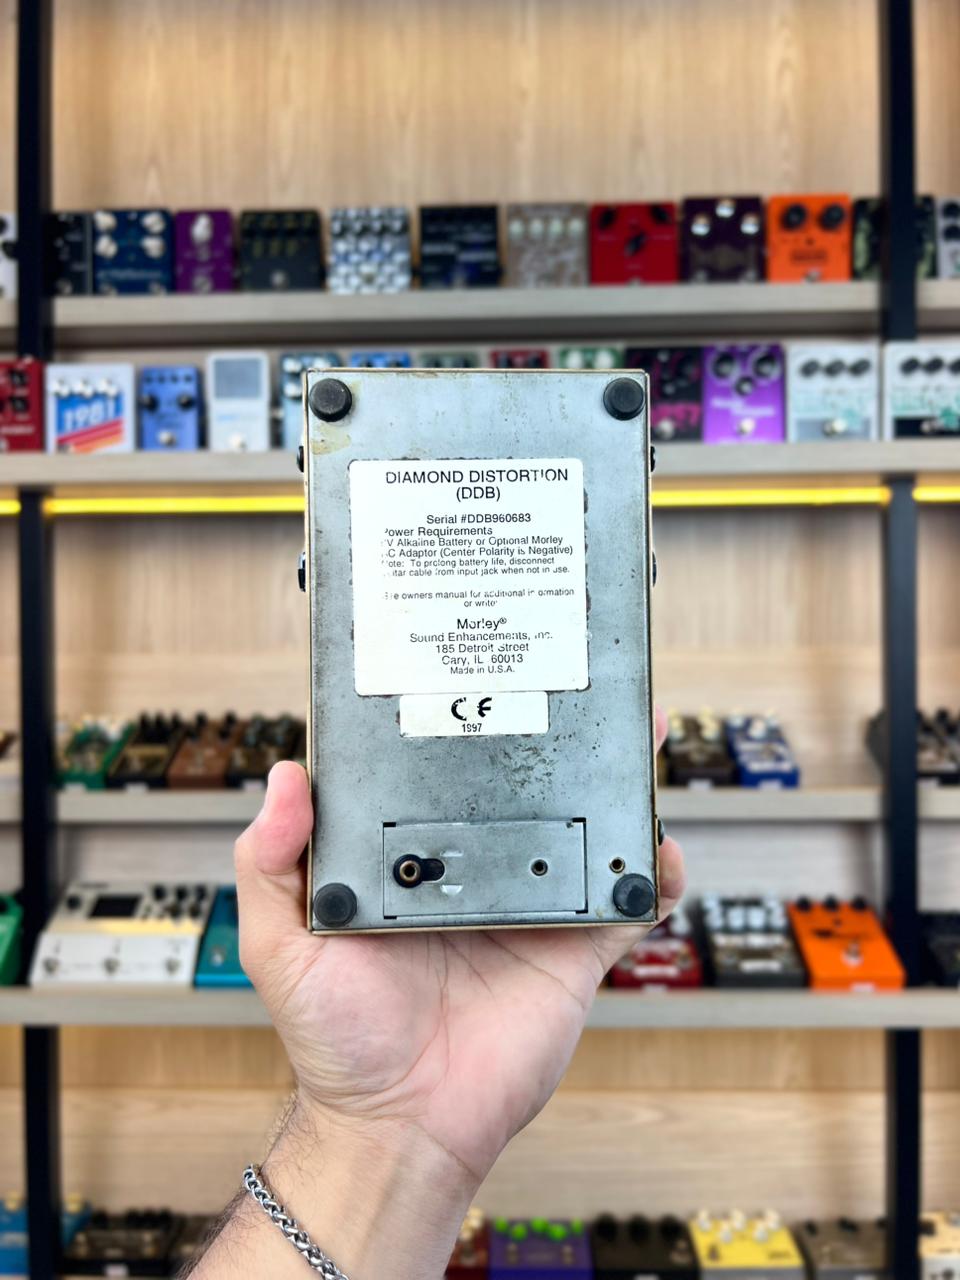 1981
DIAMOND DISTORTION
(DDB)
Serial #DDB960683
Power Requirements
V Alkaline Battery or Optional Morley
AC Adaptor (Center Polarity is Negative)
Note: To prolong battery life, disconnect
guitar cable from input jack when not in use.
See owners manual for additional information
or write
Morley®
Sound Enhancements, Inc.
185 Detroit Street
Cary, IL 60013
Made in U.S.A.
CE
1997